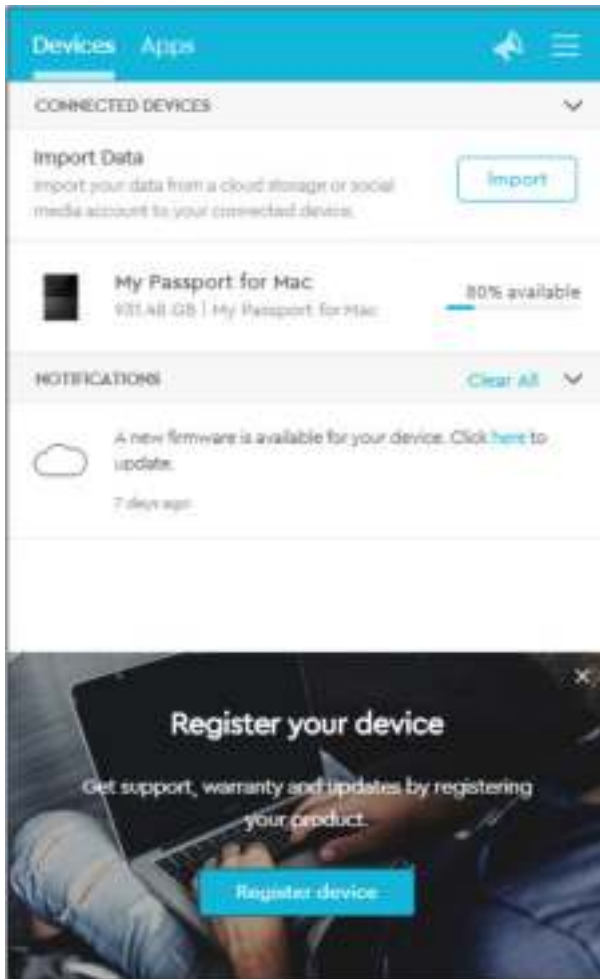 Devices Apps
CONNECTED DEVICES
Import Data
Import your data from a cloud storage or social
media account to your connected device.
Import
My Passport for Mac
931.48 GB | My Passport for Mac
80% available
NOTIFICATIONS
Clear All
A new firmware is available for your device. Click here to
update.
7 days ago
Register your device
Get support, warranty and updates by registering
your product.
Register device